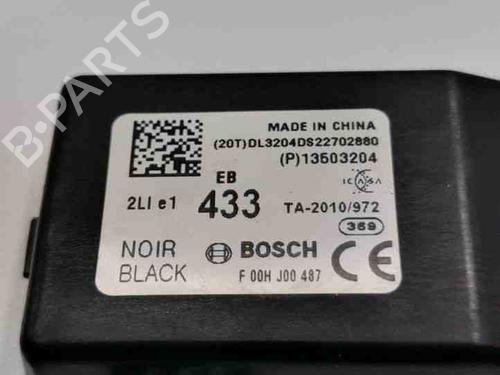 B-PARTS
MADE IN CHINA
(20T)DL3204DS22702880
(P)13503204
EB
ICASA
2LI e1 433 TA-2010/972
369
NOIR
BLACK
BOSCH
F 00H J00 487
CE